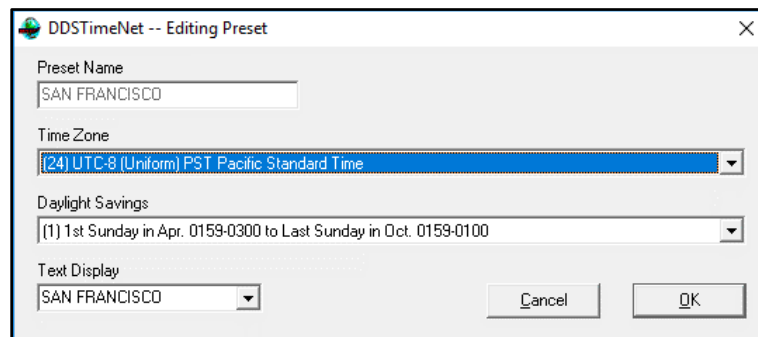 DDSTimeNet -- Editing Preset
Preset Name
SAN FRANCISCO
Time Zone
(24) UTC-8 (Uniform) PST Pacific Standard Time
Daylight Savings
(1) 1st Sunday in Apr. 0159-0300 to Last Sunday in Oct. 0159-0100
Text Display
SAN FRANCISCO
Cancel
OK